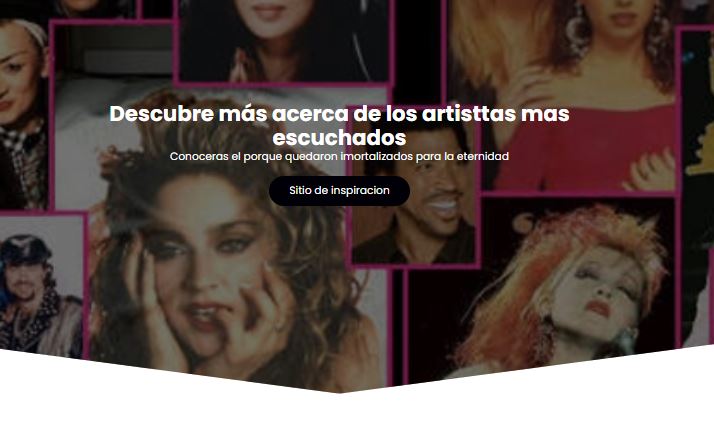 Descubre más acerca de los artisttas mas
escuchados
Conoceras el porque quedaron imortalizados para la eternidad
Sitio de inspiracion